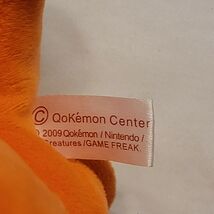 © QoKémon Center
© 2009 Qokémon / Nintendo /
Creatures /GAME FREAK.